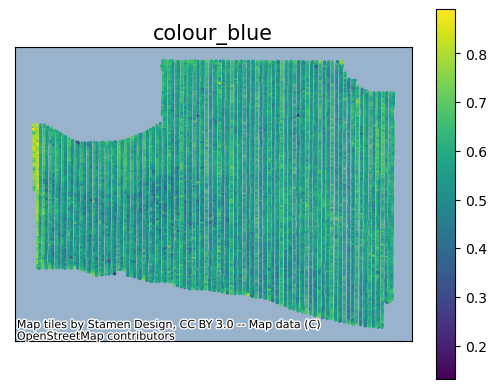 colour_blue
0.8
0.7
0.6
0.5
0.4
0.3
0.2
Map tiles by Stamen Design, CC BY 3.0 -- Map data (C)
OpenStreetMap contributors